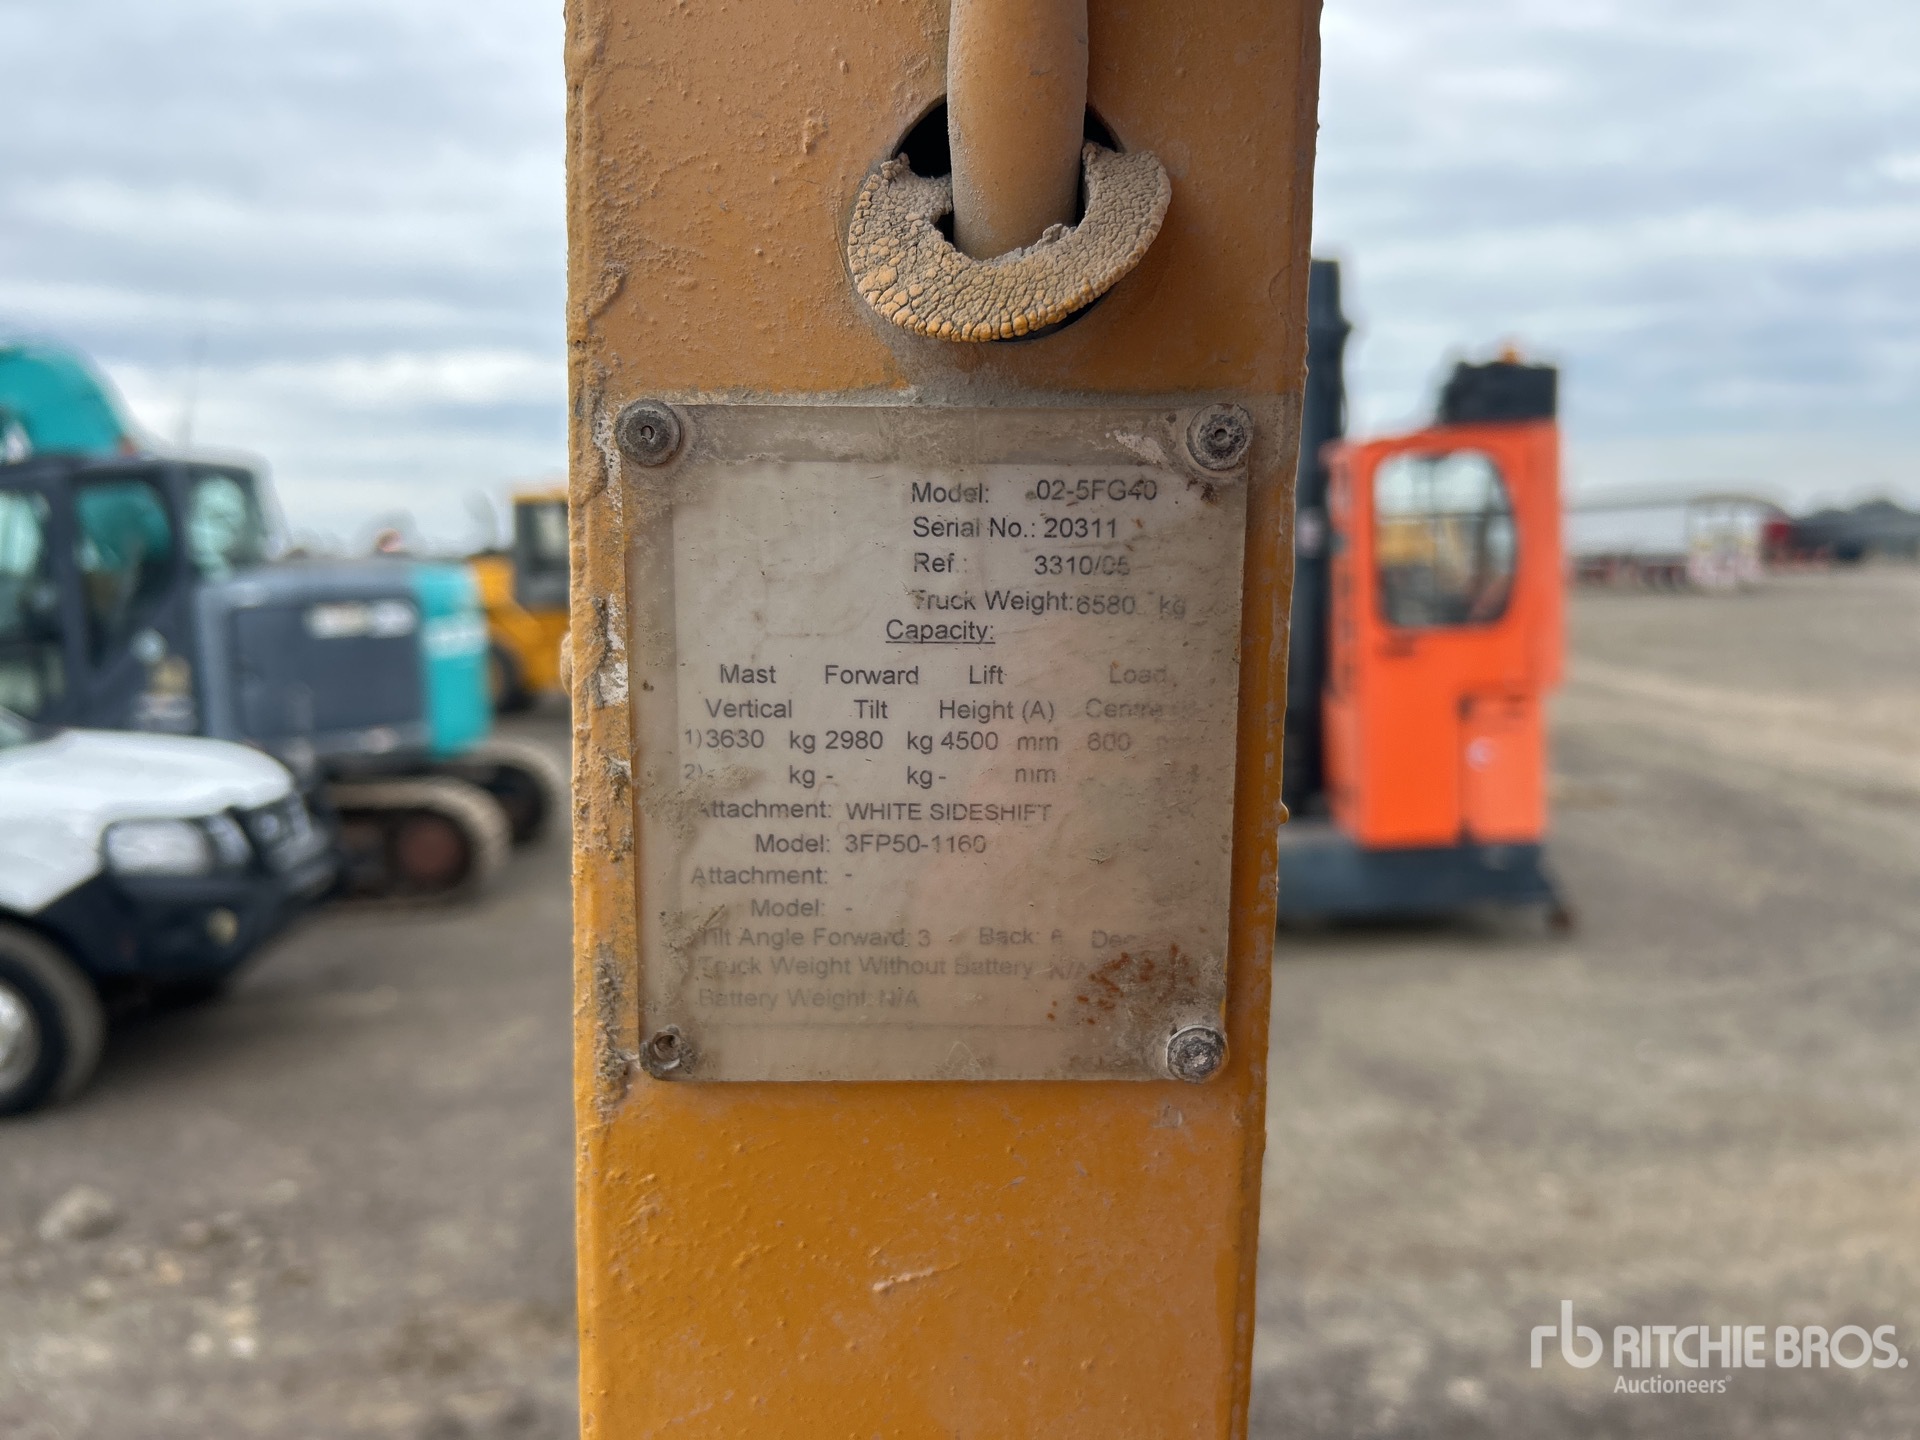 Model: 02-5FG40
Serial No.: 20311
Ref.: 3310/05
Truck Weight: 6580 kg
Capacity:
Mast Forward Lift Load
Vertical Tilt Height (A) Centre
1) 3630 kg 2980 kg 4500 mm 600
2) - kg - kg - mm
Attachment: WHITE SIDESHIFT
Model: 3FP50-1160
Attachment: -
Model: -
Tilt Angle Forward: 3 Back: 6
Truck Weight Without Battery N/A
Battery Weight: N/A
rb RITCHIE BROS.
Auctioneers